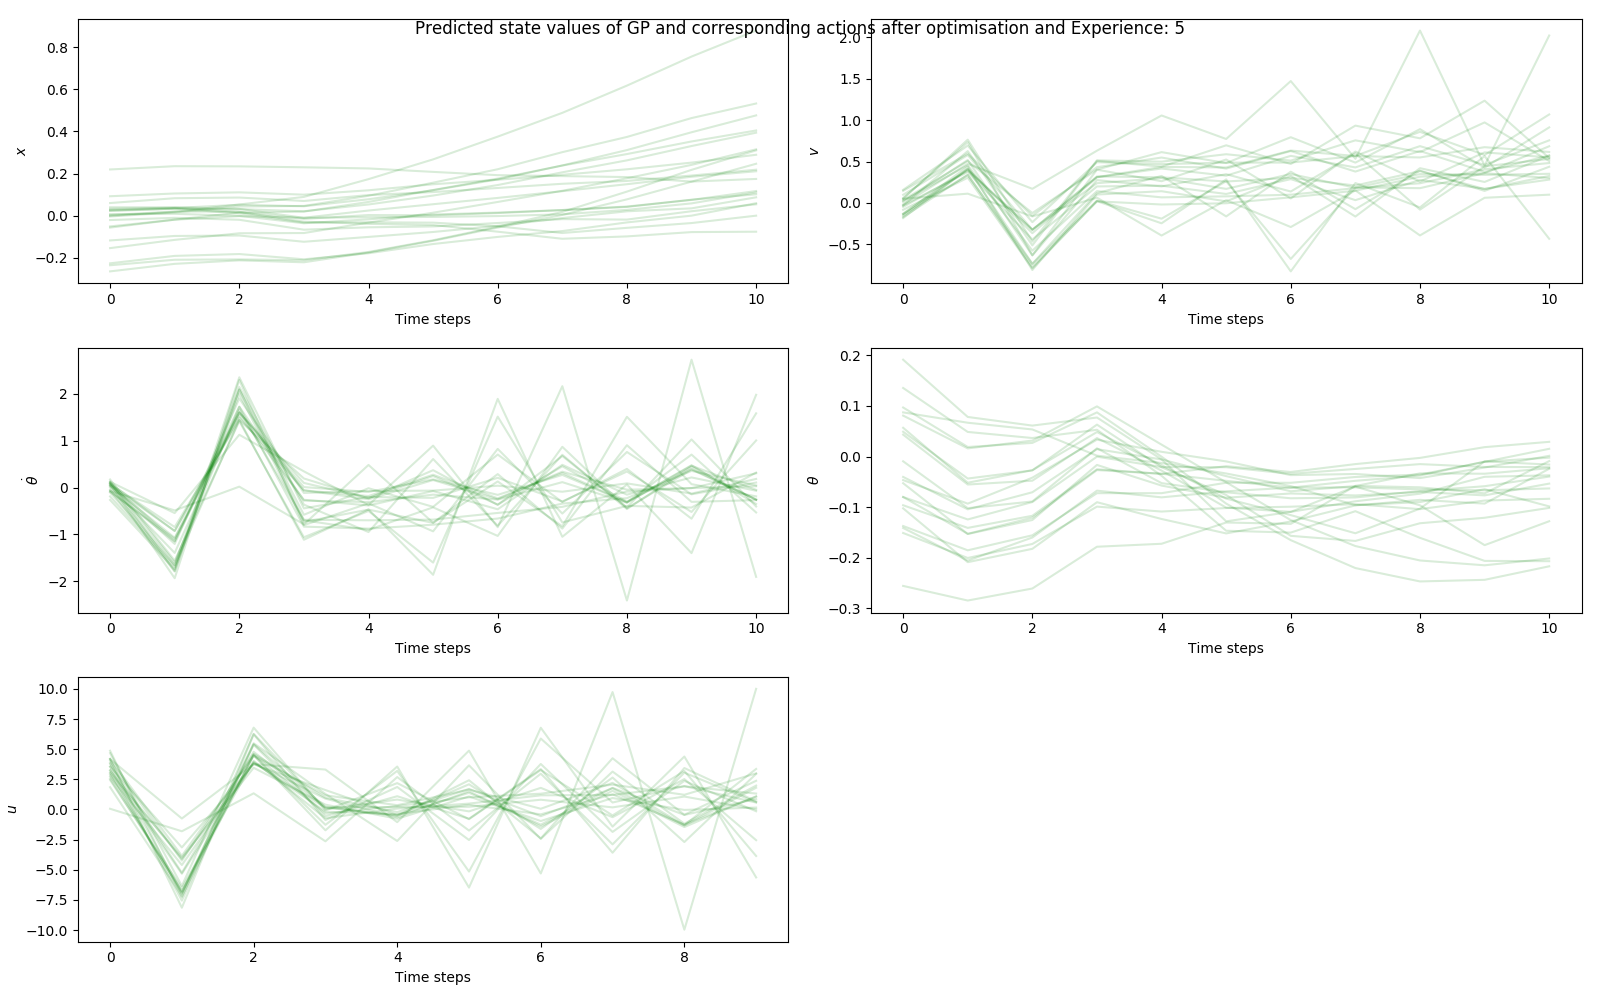 Predicted state values of GP and corresponding actions after optimisation and Experience: 5
0.8
0.6
0.4
0.2
0.0
−0.2
x
0 2 4 6 8 10
Time steps
2.0
1.5
1.0
0.5
0.0
−0.5
v
0 2 4 6 8 10
Time steps
2
1
0
−1
−2
θ̇
0 2 4 6 8 10
Time steps
0.2
0.1
0.0
−0.1
−0.2
−0.3
θ
0 2 4 6 8 10
Time steps
10.0
7.5
5.0
2.5
0.0
−2.5
−5.0
−7.5
−10.0
u
0 2 4 6 8
Time steps